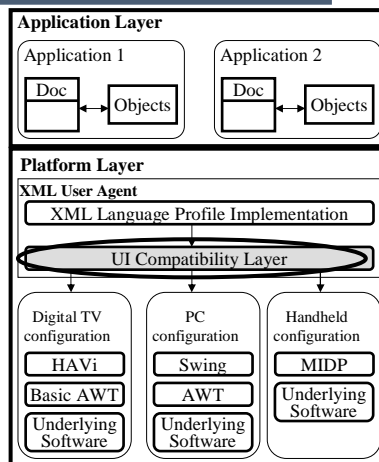 Application Layer
Application 1
Doc
Objects
Application 2
Doc
Objects
Platform Layer
XML User Agent
XML Language Profile Implementation
UI Compatibility Layer
Digital TV
configuration
HAVi
Basic AWT
Underlying
Software
PC
configuration
Swing
AWT
Underlying
Software
Handheld
configuration
MIDP
Underlying
Software